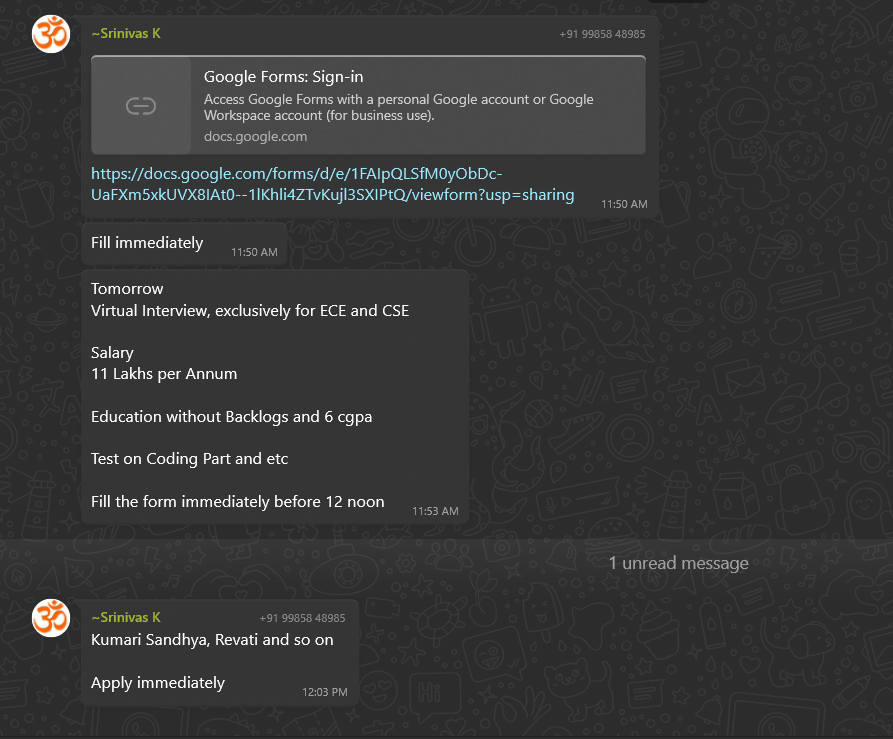 ~Srinivas K
+91 99858 48985
Google Forms: Sign-in
Access Google Forms with a personal Google account or Google
Workspace account (for business use).
docs.google.com
https://docs.google.com/forms/d/e/1FAIpQLSfM0yObDc-
UaFXm5xkUVX8IAt0--1lKhli4ZTvKujl3SXIPtQ/viewform?usp=sharing
11:50 AM
Fill immediately
11:50 AM
Tomorrow
Virtual Interview, exclusively for ECE and CSE
Salary
11 Lakhs per Annum
Education without Backlogs and 6 cgpa
Test on Coding Part and etc
Fill the form immediately before 12 noon
11:53 AM
1 unread message
~Srinivas K
+91 99858 48985
Kumari Sandhya, Revati and so on
Apply immediately
12:03 PM